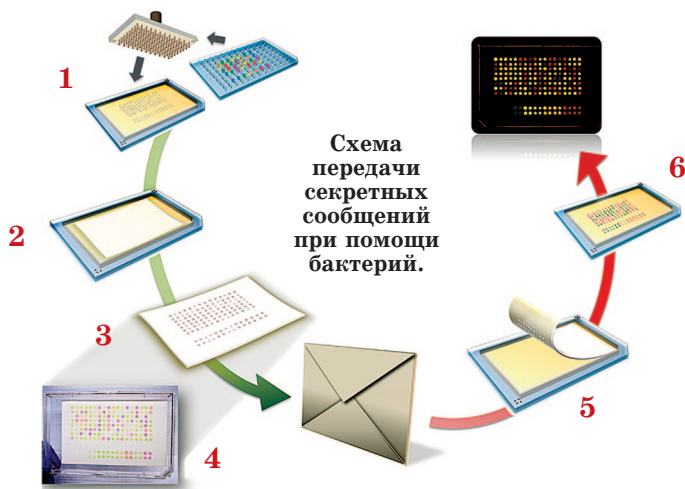 1
2
3
4
Схема
передачи
секретных
сообщений
при помощи
бактерий.
5
6